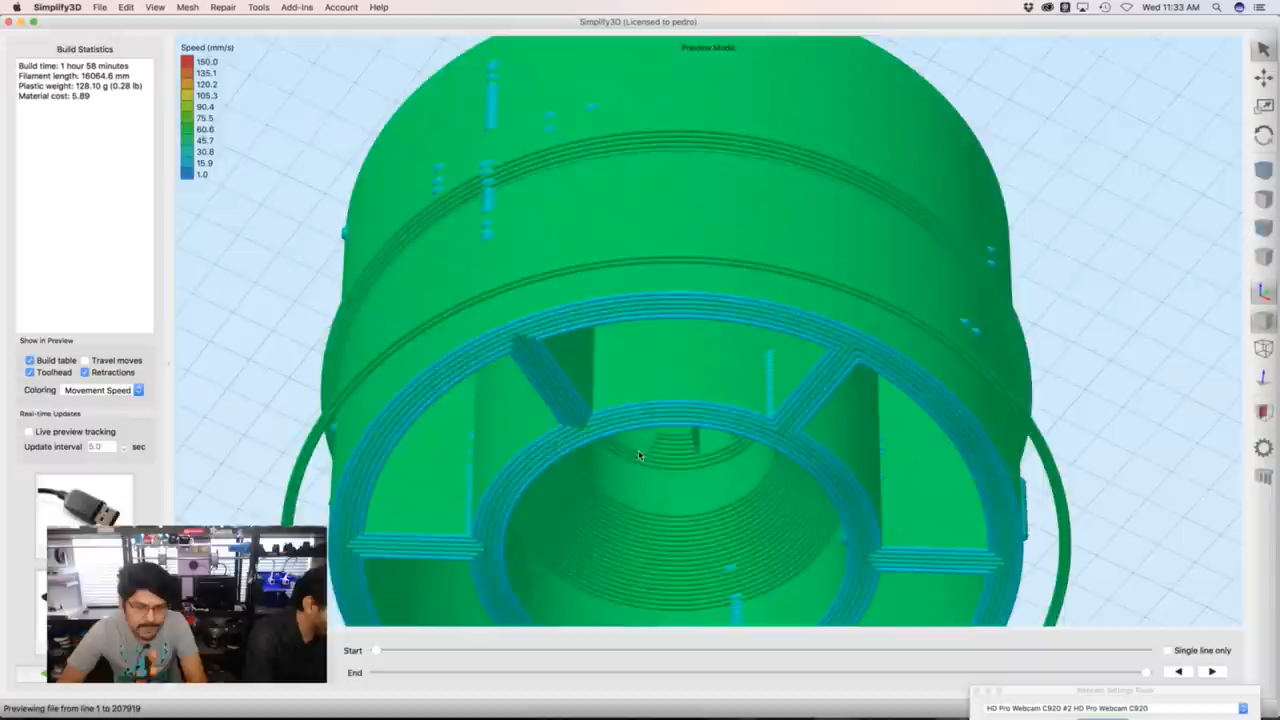 Simplify3D File Edit View Mesh Repair Tools Add-Ins Account Help
Wed 11:33 AM
Simplify3D (Licensed to pedro)
Build Statistics
Build time: 1 hour 58 minutes
Filament length: 16064.6 mm
Plastic weight: 128.10 g (0.28 lb)
Material cost: 5.89
Speed (mm/s)
150.0
135.1
120.2
105.3
90.4
75.5
60.6
45.7
30.8
15.9
1.0
Preview Mode
Show in Preview
Build table Travel moves
Toolhead Retractions
Coloring Movement Speed
Real-time Updates
Live preview tracking
Update interval 5.0 sec
Start
Single line only
End
Previewing file from line 1 to 207919
Webcam Settings Panel
HD Pro Webcam C920 #2 HD Pro Webcam C920